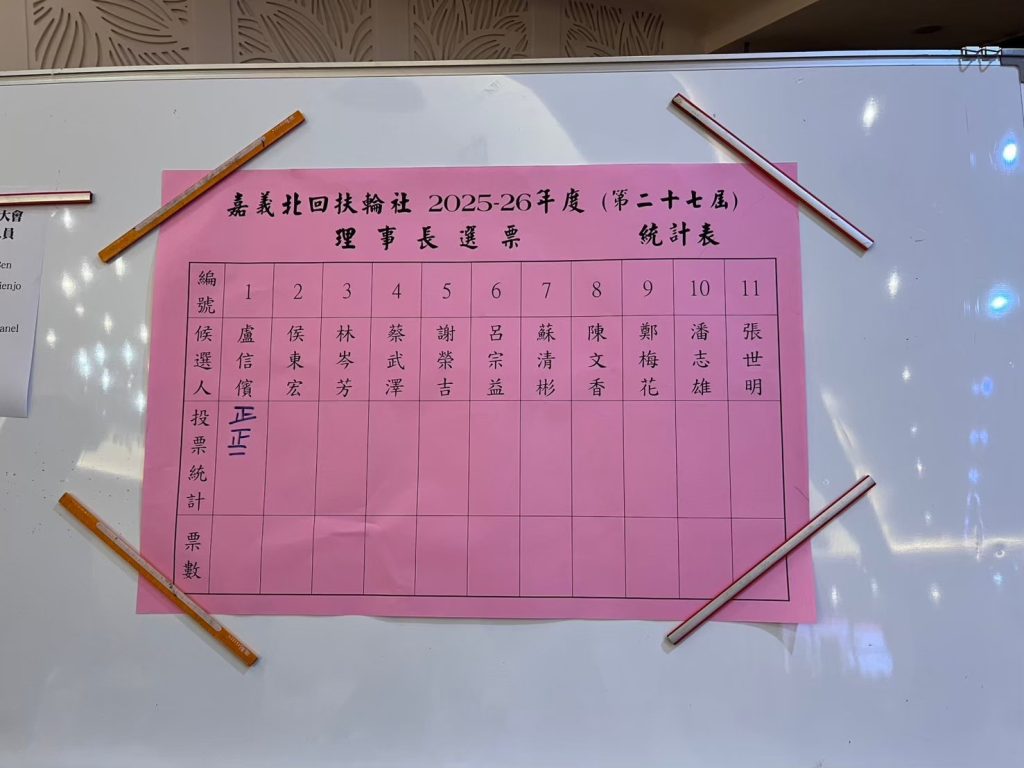 嘉義北回扶輪社 2025-26年度 (第二十七屆)
理事長選票 統計表
編號 1 2 3 4 5 6 7 8 9 10 11
候選人 盧信儐 侯東宏 林岑芳 蔡武澤 謝榮吉 呂宗益 蘇清彬 陳文香 鄭梅花 潘志雄 張世明
投票統計 正正一
票數
大會
員